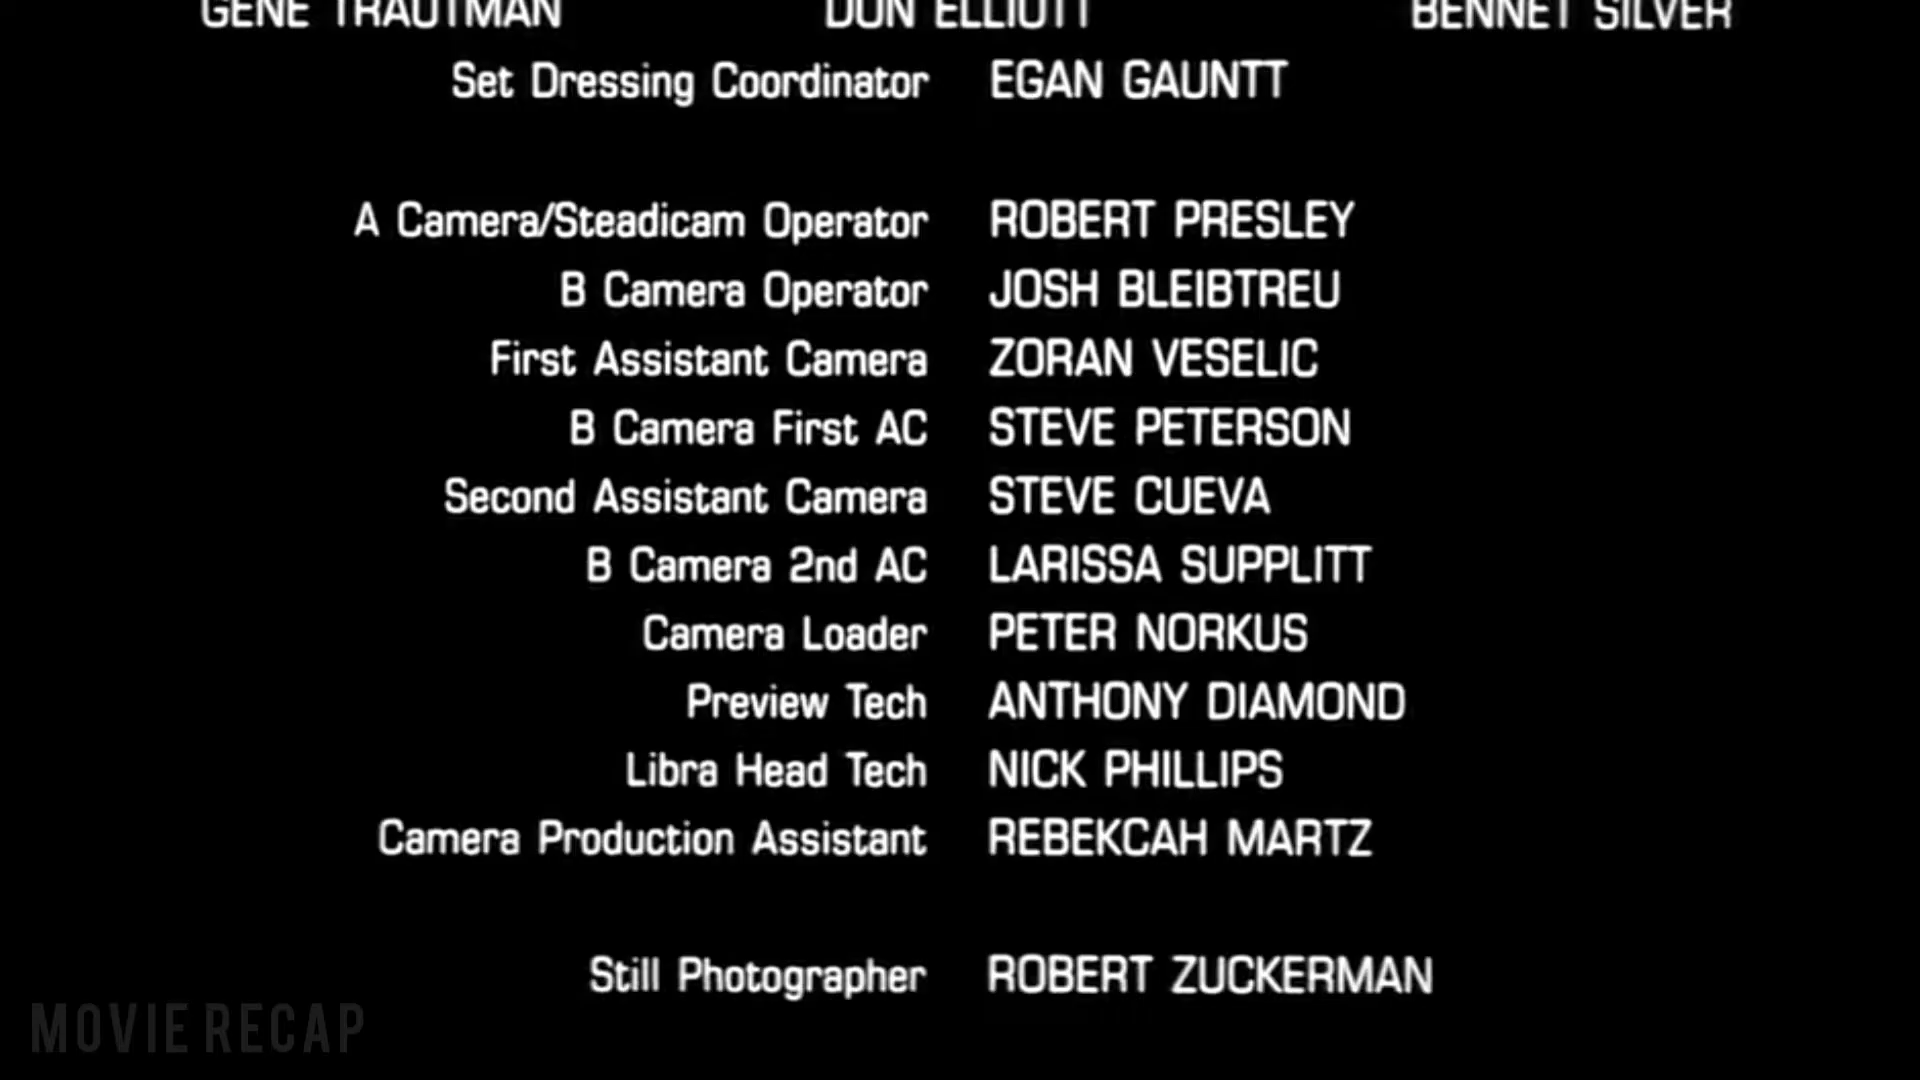 GENE TRAUTMAN DON ELLIOTT BENNET SILVER
Set Dressing Coordinator EGAN GAUNTT
A Camera/Steadicam Operator ROBERT PRESLEY
B Camera Operator JOSH BLEIBTREU
First Assistant Camera ZORAN VESELIC
B Camera First AC STEVE PETERSON
Second Assistant Camera STEVE CUEVA
B Camera 2nd AC LARISSA SUPPLITT
Camera Loader PETER NORKUS
Preview Tech ANTHONY DIAMOND
Libra Head Tech NICK PHILLIPS
Camera Production Assistant REBEKCAH MARTZ
Still Photographer ROBERT ZUCKERMAN
MOVIE RECAP